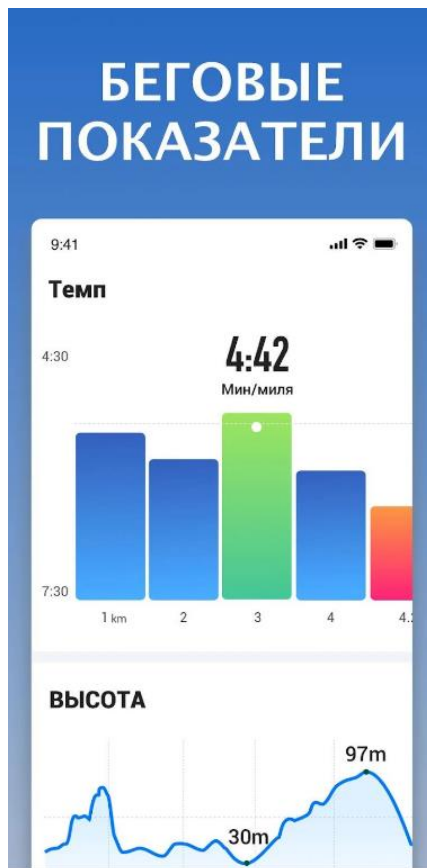 БЕГОВЫЕ
ПОКАЗАТЕЛИ
9:41
Темп
4:30
4:42
Мин/миля
7:30
1 km 2 3 4 4.
ВЫСОТА
97m
30m